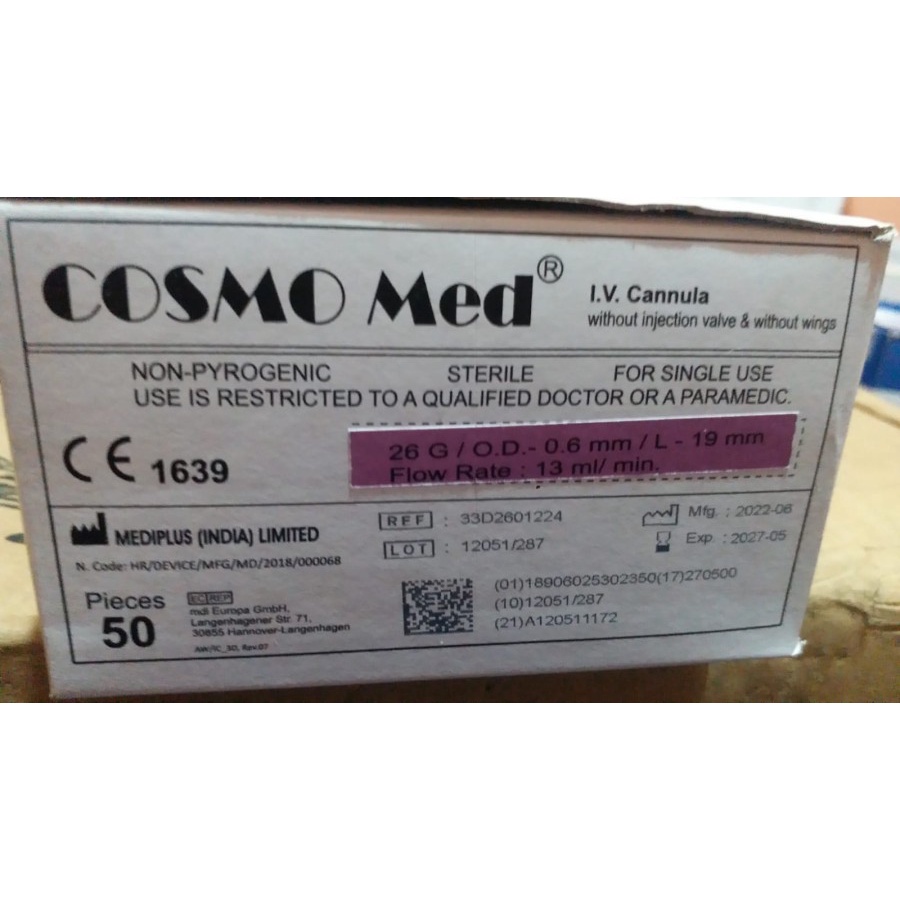 COSMO Med®
I.V. Cannula
without injection valve & without wings
NON-PYROGENIC STERILE FOR SINGLE USE
USE IS RESTRICTED TO A QUALIFIED DOCTOR OR A PARAMEDIC.
CE 1639
26 G / O.D.- 0.6 mm / L - 19 mm
Flow Rate : 13 ml/ min.
MEDIPLUS (INDIA) LIMITED
N. Code: HR/DEVICE/MFG/MD/2018/000068
REF : 33D2601224
LOT : 12051/287
Mfg. : 2022-06
Exp. : 2027-05
Pieces
50
EC REP
mdi Europa GmbH,
Langenhagener Str. 71,
30855 Hannover-Langenhagen
AW/IC_50, Rev.07
(01)18906025302350(17)270500
(10)12051/287
(21)A120511172